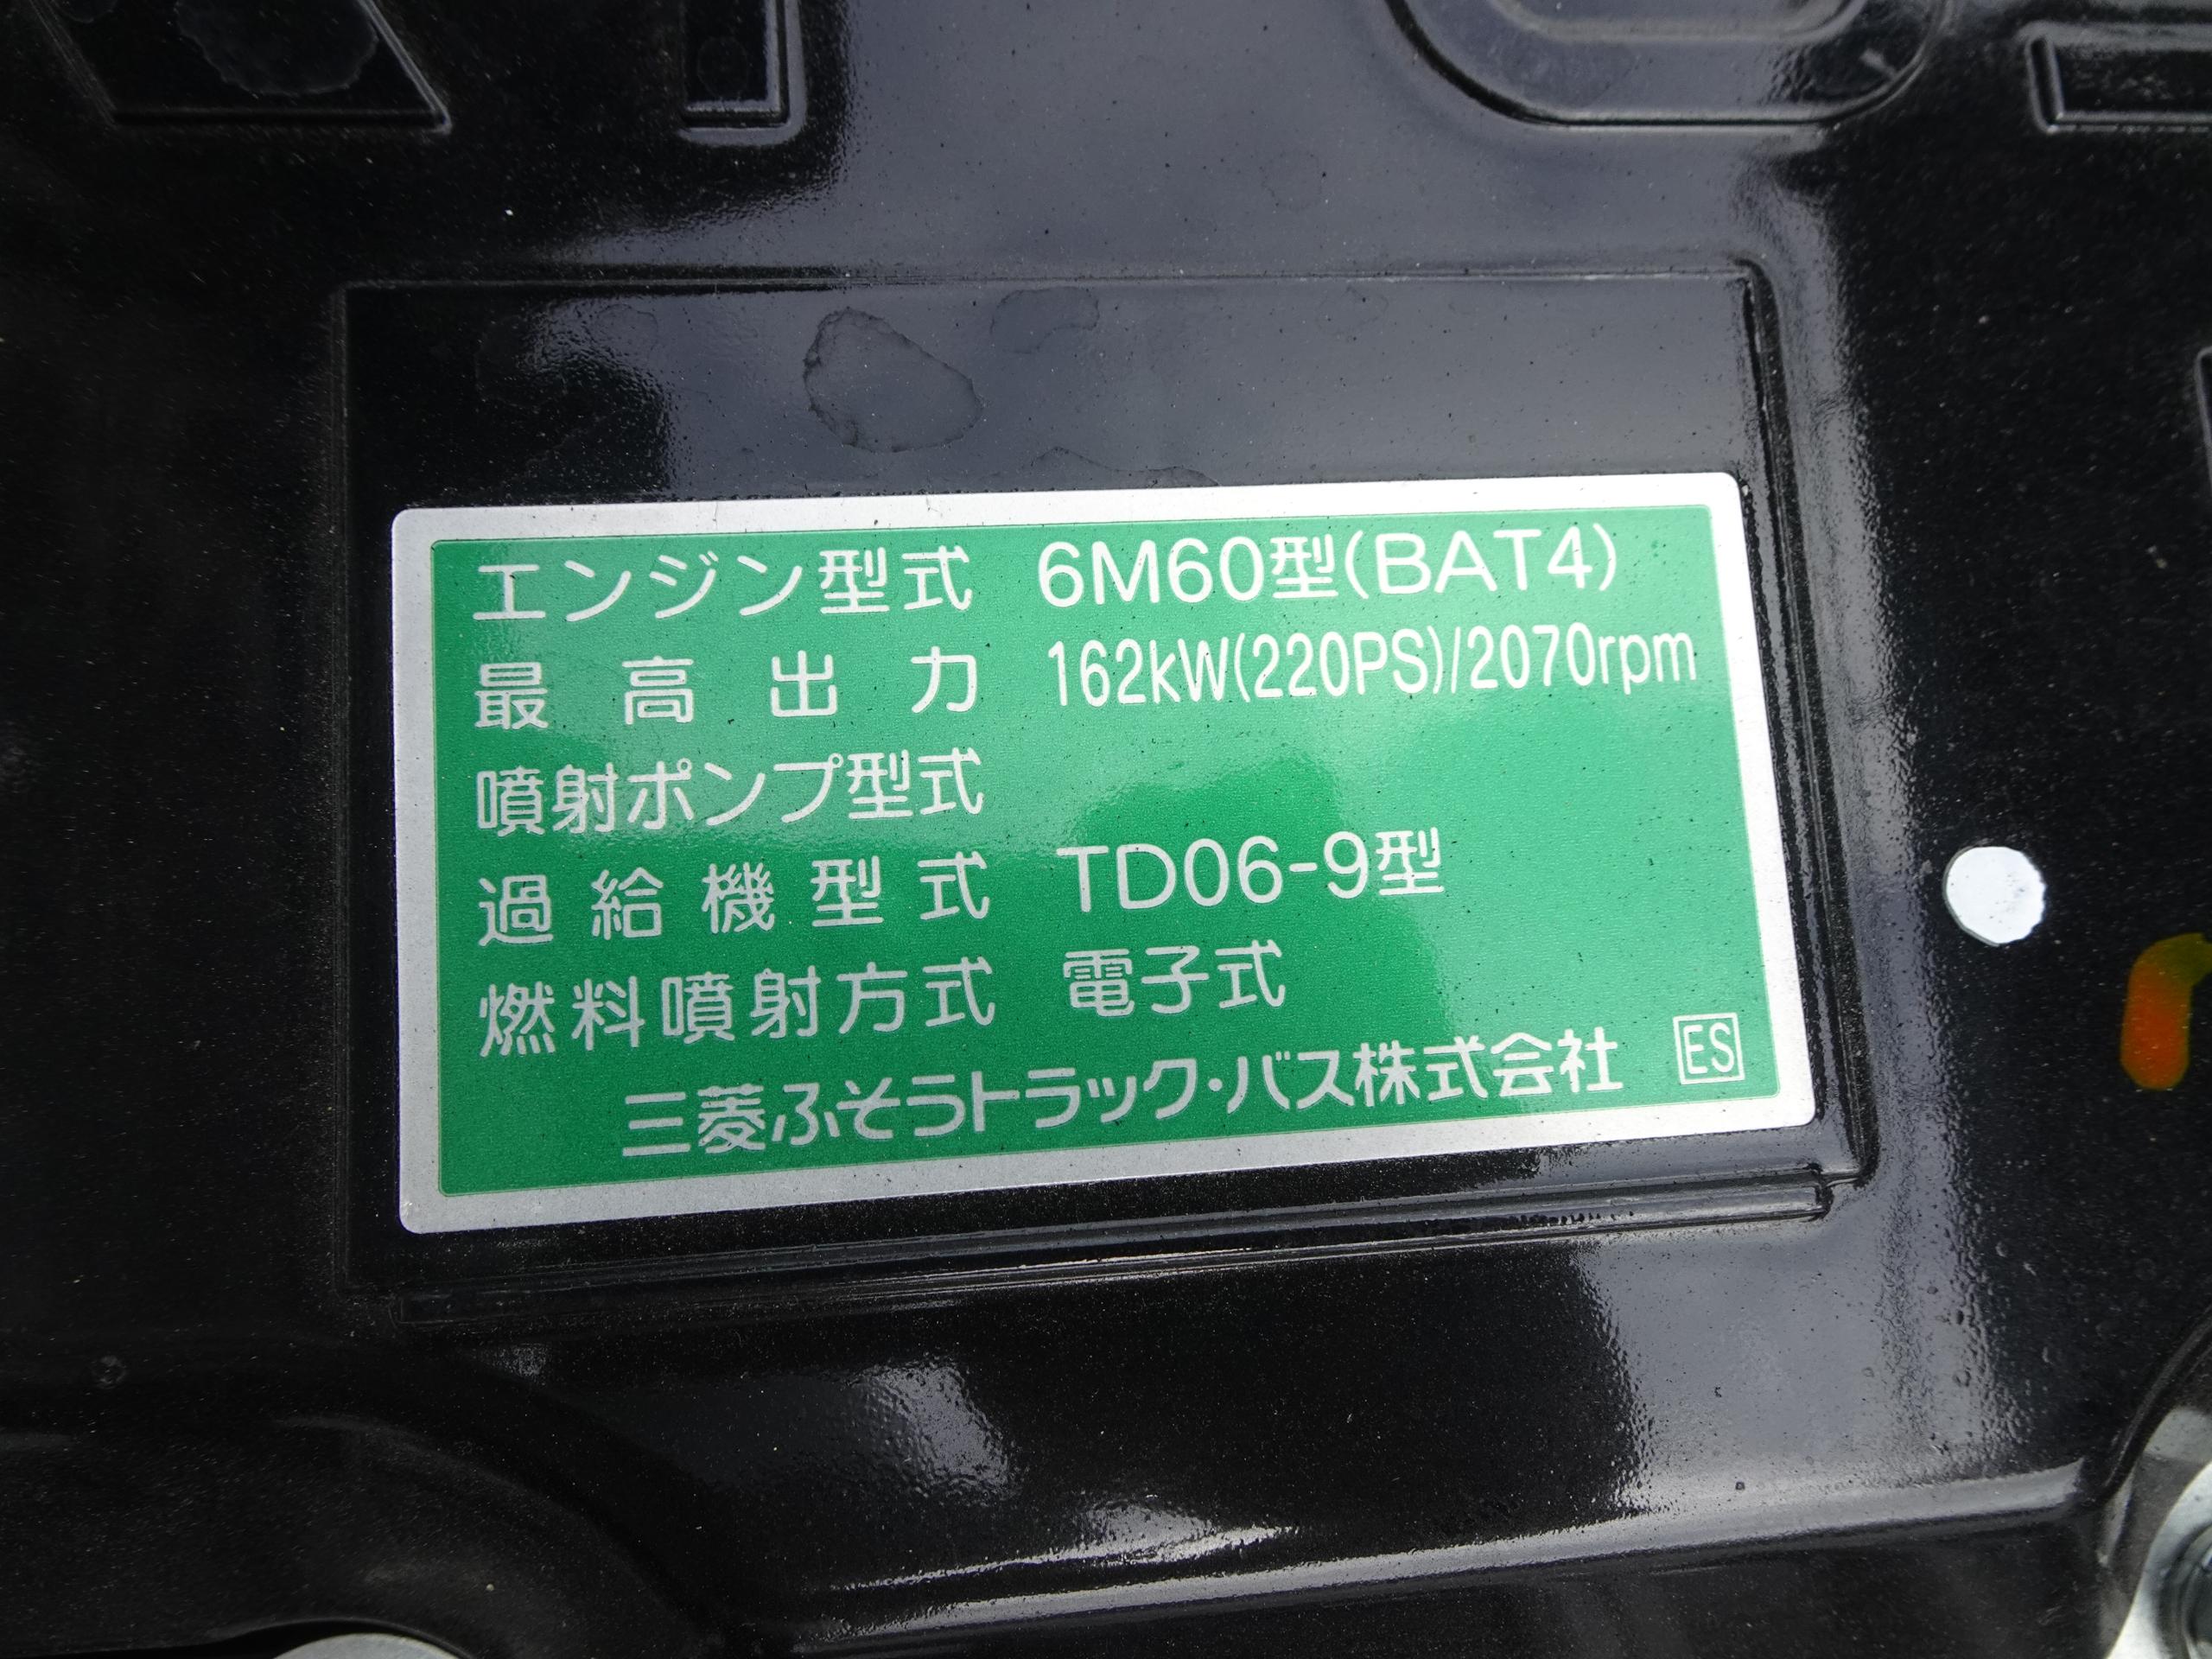 エンジン型式 6M60型(BAT4)
最高出力 162kW(220PS)/2070rpm
噴射ポンプ型式
過給機型式 TD06-9型
燃料噴射方式 電子式
三菱ふそうトラック・バス株式会社 ES